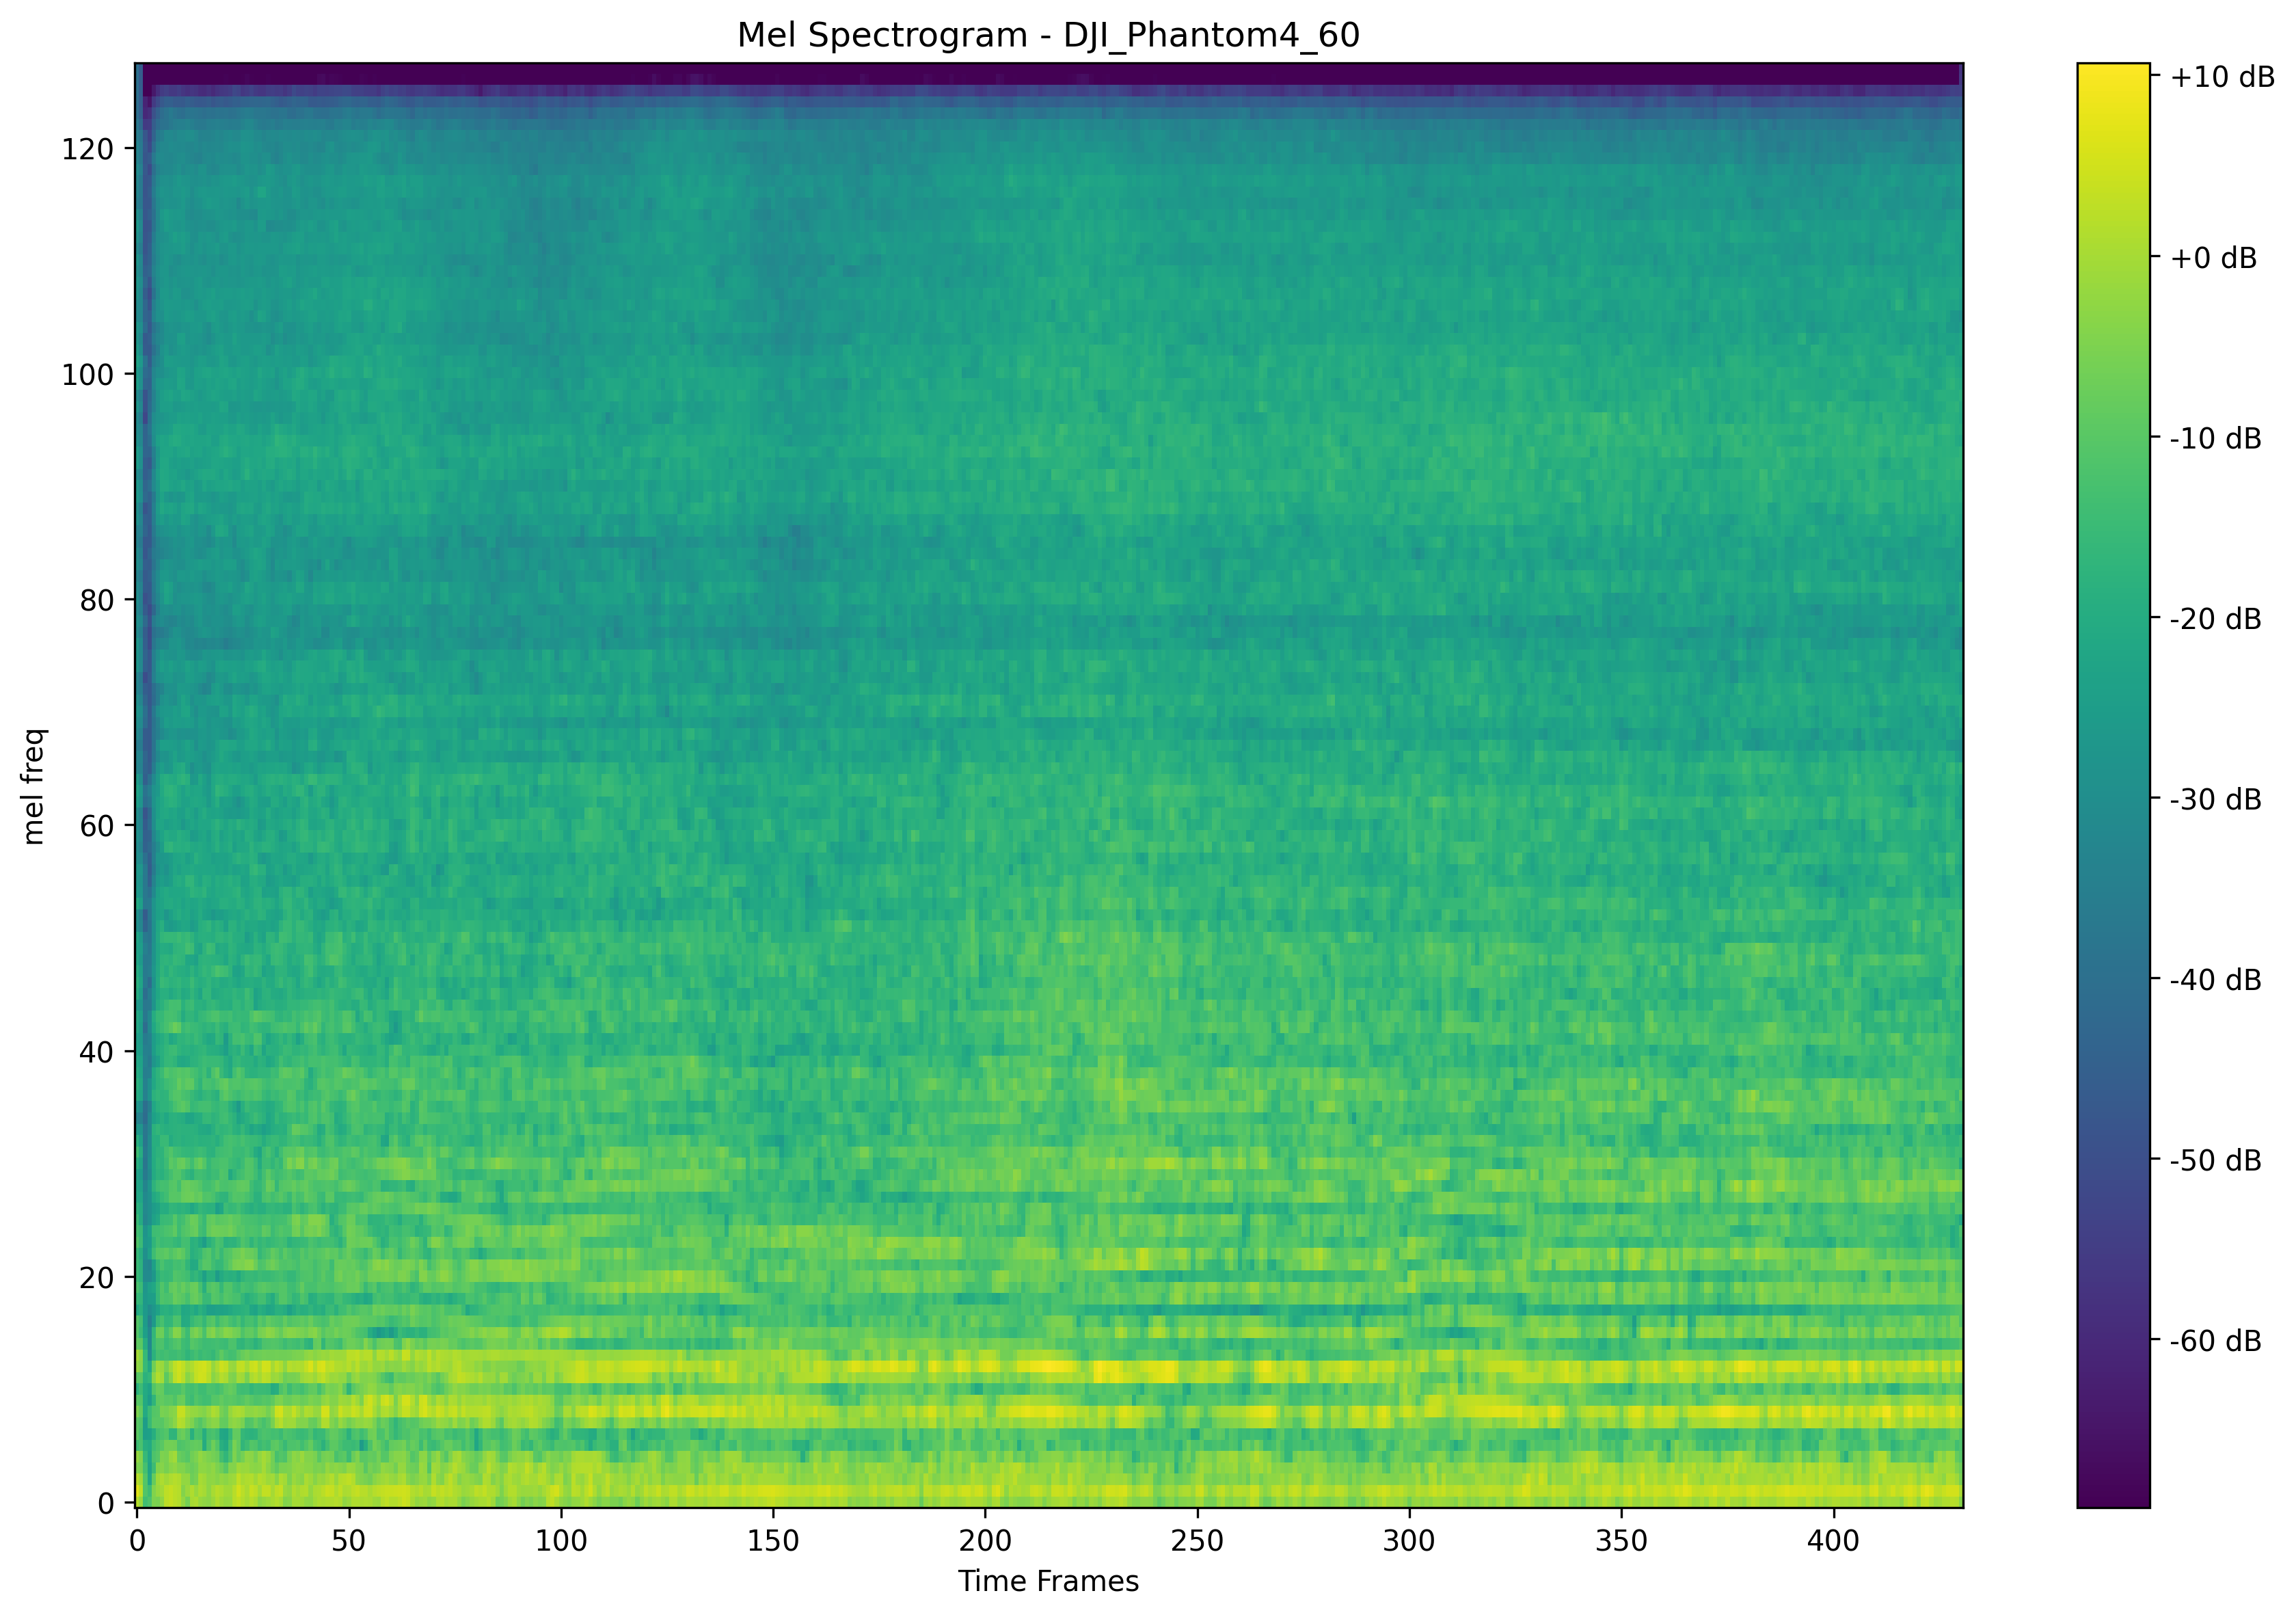 Mel Spectrogram - DJI_Phantom4_60
mel freq
120
100
80
60
40
20
0
0 50 100 150 200 250 300 350 400
Time Frames
+10 dB
+0 dB
-10 dB
-20 dB
-30 dB
-40 dB
-50 dB
-60 dB